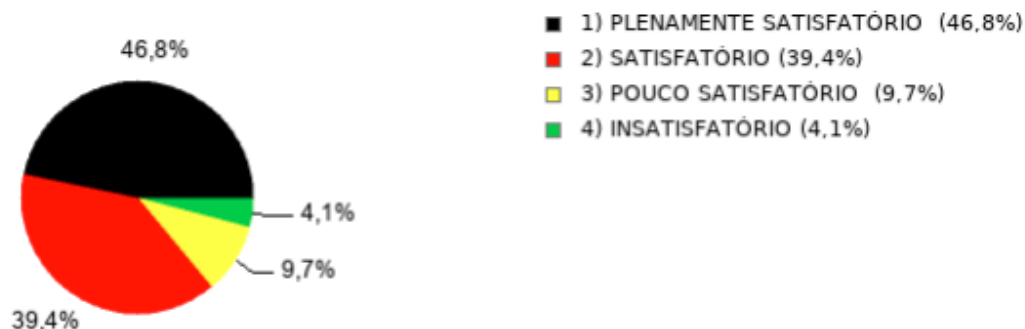 46,8%
4,1%
9,7%
39,4%
1) PLENAMENTE SATISFATÓRIO (46,8%)
2) SATISFATÓRIO (39,4%)
3) POUCO SATISFATÓRIO (9,7%)
4) INSATISFATÓRIO (4,1%)